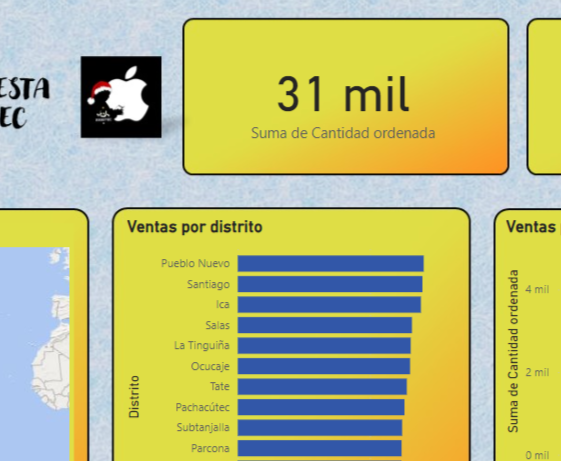 ESTA
EC
31 mil
Suma de Cantidad ordenada
Ventas por distrito
Distrito
Pueblo Nuevo
Santiago
Ica
Salas
La Tinguiña
Ocucaje
Tate
Pachacútec
Subtanjalla
Parcona
Ventas
Suma de Cantidad ordenada
4 mil
2 mil
0 mil